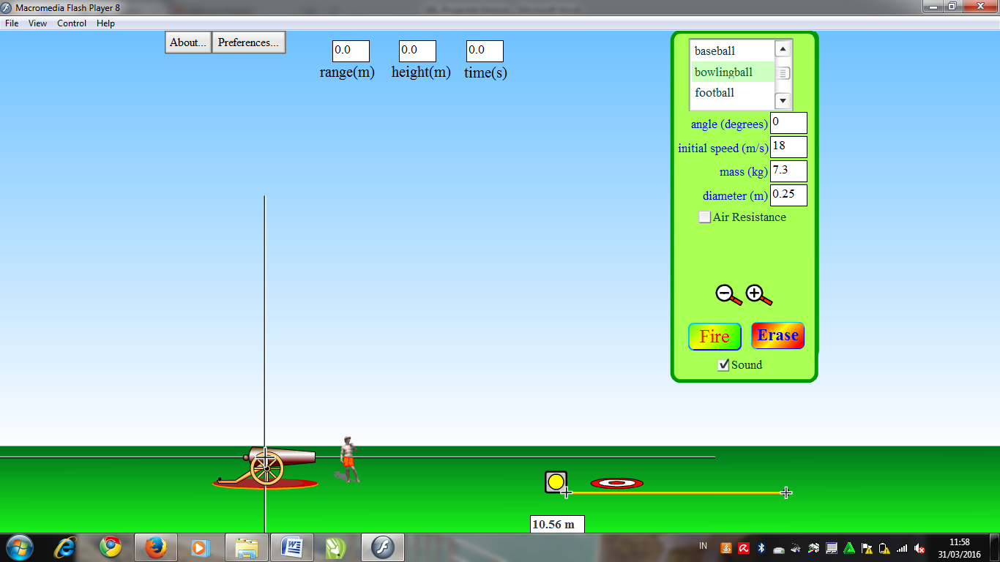 Macromedia Flash Player 8
File View Control Help
About... Preferences...
0.0 0.0 0.0
range(m) height(m) time(s)
baseball
bowlingball
football
angle (degrees) 0
initial speed (m/s) 18
mass (kg) 7.3
diameter (m) 0.25
Air Resistance
Fire Erase
Sound
10.56 m
IN
11:58
31/03/2016